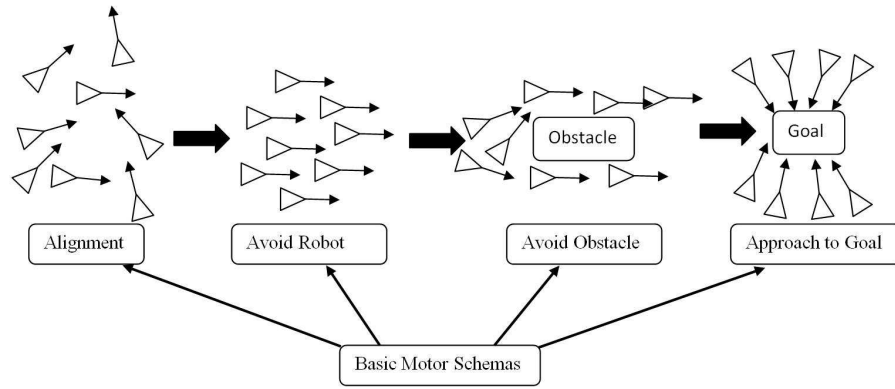 Obstacle
Goal
Alignment
Avoid Robot
Avoid Obstacle
Approach to Goal
Basic Motor Schemas